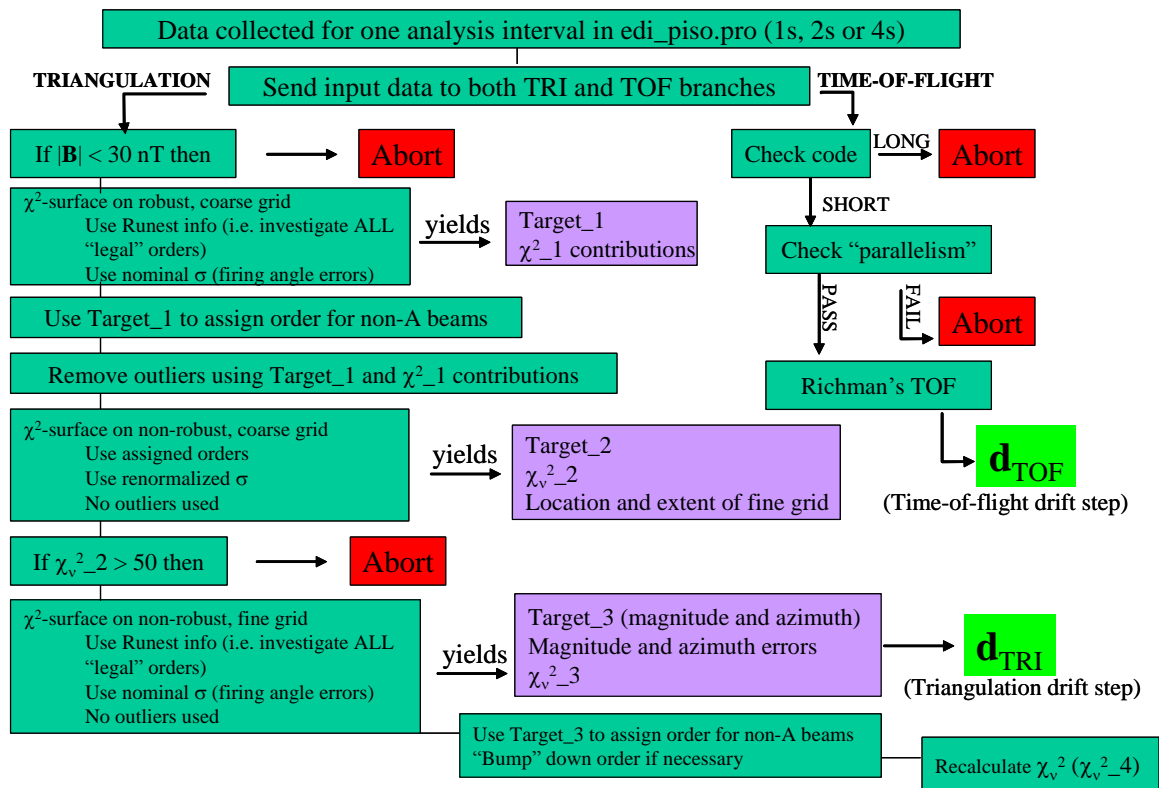 Data collected for one analysis interval in edi_piso.pro (1s, 2s or 4s)
TRIANGULATION
Send input data to both TRI and TOF branches
TIME-OF-FLIGHT
If |B| < 30 nT then
Abort
χ²-surface on robust, coarse grid
Use Runest info (i.e. investigate ALL
“legal” orders)
Use nominal σ (firing angle errors)
yields
Target_1
χ²_1 contributions
Use Target_1 to assign order for non-A beams
Remove outliers using Target_1 and χ²_1 contributions
χ²-surface on non-robust, coarse grid
Use assigned orders
Use renormalized σ
No outliers used
yields
Target_2
χᵥ²_2
Location and extent of fine grid
If χᵥ²_2 > 50 then
Abort
χ²-surface on non-robust, fine grid
Use Runest info (i.e. investigate ALL
“legal” orders)
Use nominal σ (firing angle errors)
No outliers used
yields
Target_3 (magnitude and azimuth)
Magnitude and azimuth errors
χᵥ²_3
d_TRI
(Triangulation drift step)
Use Target_3 to assign order for non-A beams
“Bump” down order if necessary
Recalculate χᵥ² (χᵥ²_4)
Check code
LONG
Abort
SHORT
Check “parallelism”
PASS
FAIL
Abort
Richman’s TOF
d_TOF
(Time-of-flight drift step)